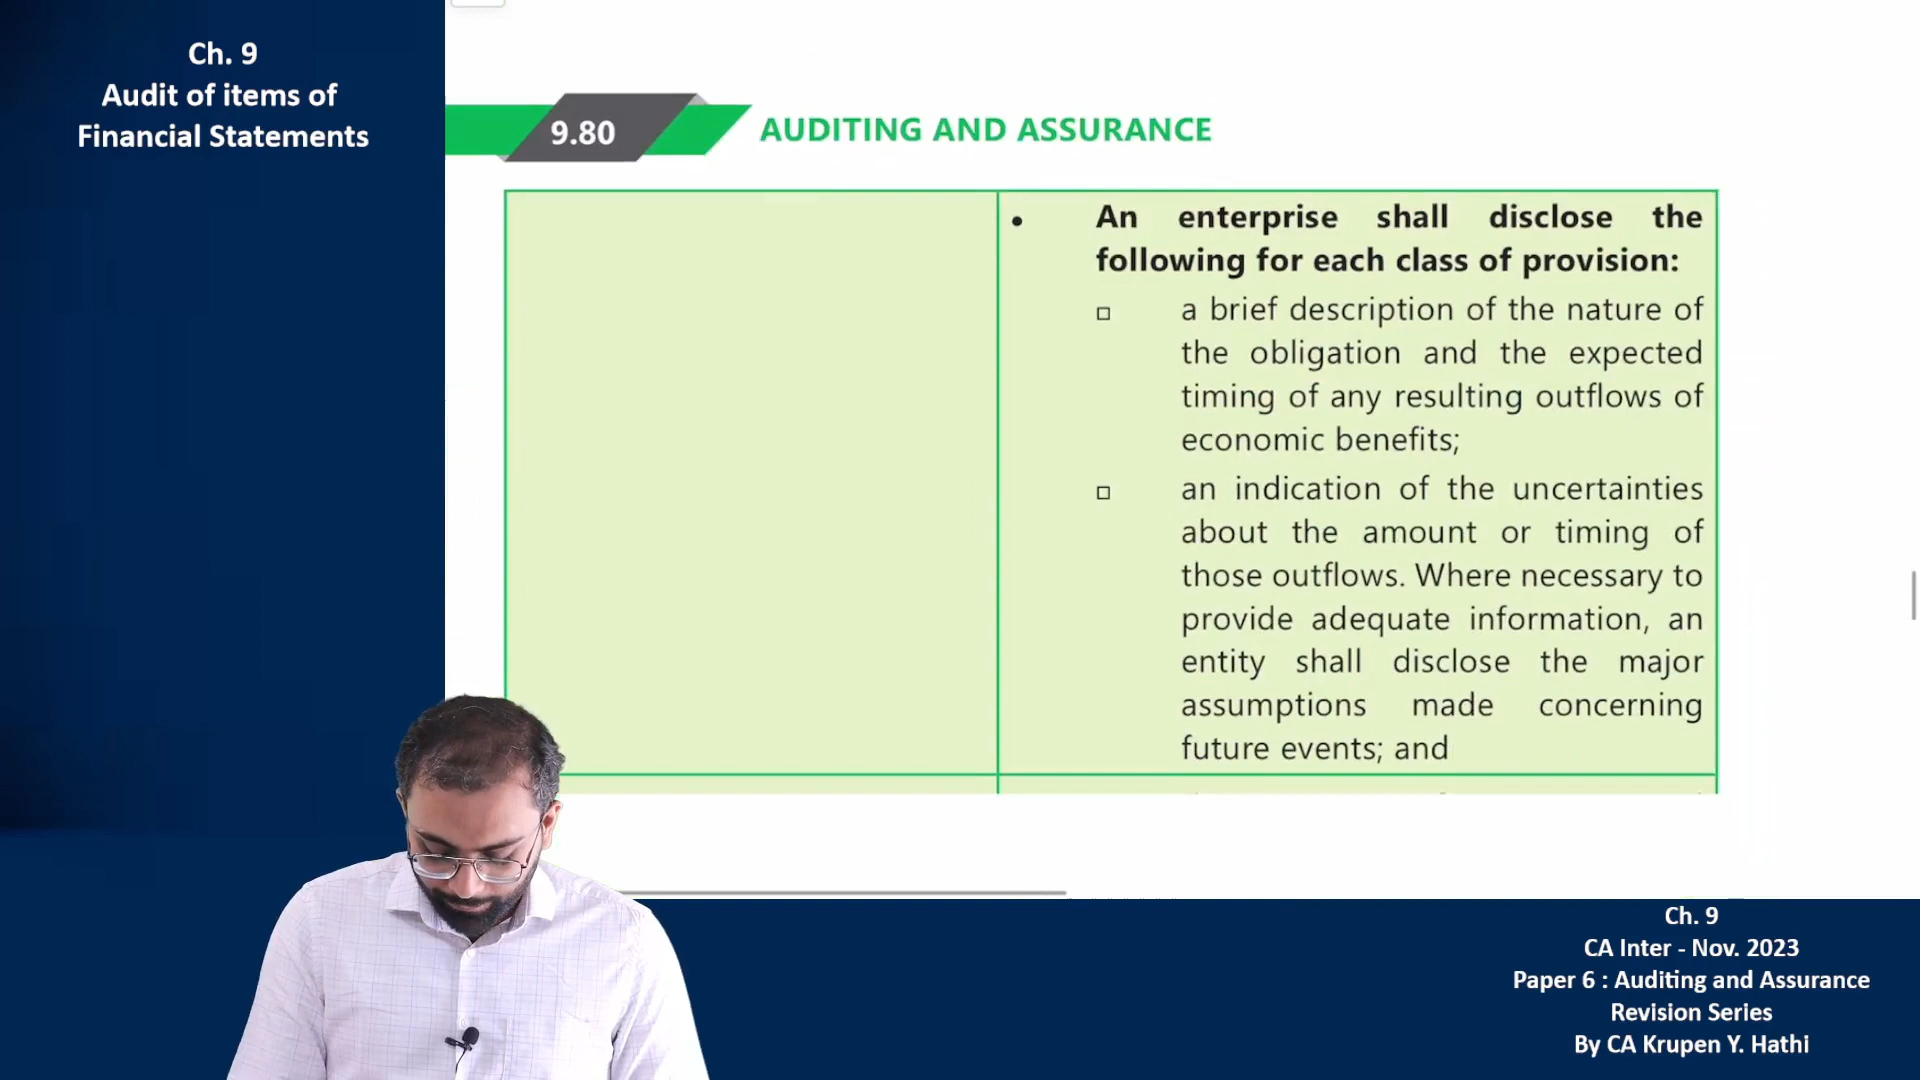 Ch. 9
Audit of items of
Financial Statements
9.80
AUDITING AND ASSURANCE
• An enterprise shall disclose the
following for each class of provision:
□ a brief description of the nature of
the obligation and the expected
timing of any resulting outflows of
economic benefits;
□ an indication of the uncertainties
about the amount or timing of
those outflows. Where necessary to
provide adequate information, an
entity shall disclose the major
assumptions made concerning
future events; and
Ch. 9
CA Inter - Nov. 2023
Paper 6 : Auditing and Assurance
Revision Series
By CA Krupen Y. Hathi